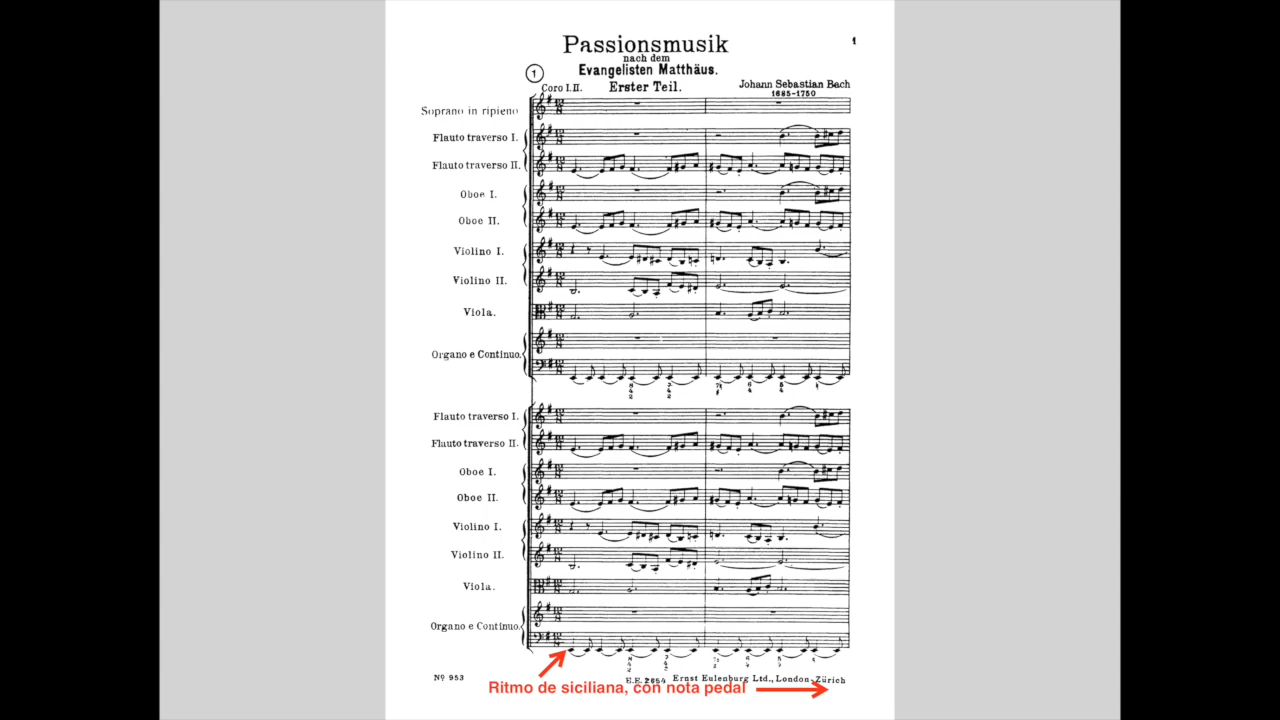 Passionsmusik
1
nach dem
Evangelisten Matthäus.
1
Coro I.II.
Erster Teil.
Johann Sebastian Bach
1685-1750
Soprano in ripieno
Flauto traverso I.
Flauto traverso II.
Oboe I.
Oboe II.
Violino I.
Violino II.
Viola.
Organo e Continuo.
Flauto traverso I.
Flauto traverso II.
Oboe I.
Oboe II.
Violino I.
Violino II.
Viola.
Organo e Continuo.
Nº 953
E.E. 2654
Ernst Eulenburg Ltd., London-Zürich
Ritmo de siciliana, con nota pedal